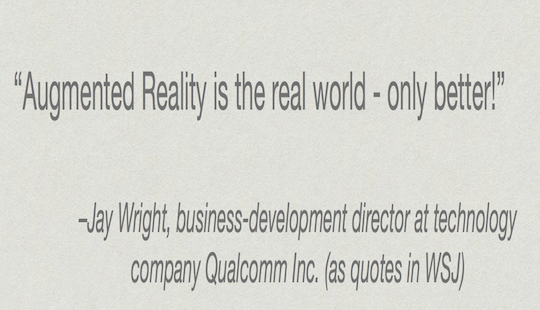 “Augmented Reality is the real world - only better!”
–Jay Wright, business-development director at technology
company Qualcomm Inc. (as quotes in WSJ)